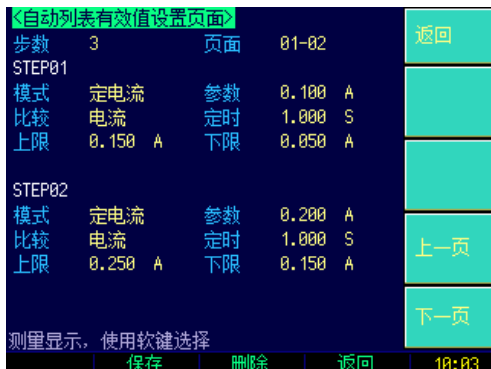 <自动列表有效值设置页面>
返回
步数 3 页面 01-02
STEP01
模式 定电流 参数 0.100 A
比较 电流 定时 1.000 S
上限 0.150 A 下限 0.050 A
STEP02
模式 定电流 参数 0.200 A
比较 电流 定时 1.000 S
上限 0.250 A 下限 0.150 A
上一页
下一页
测量显示，使用软键选择
保存 删除 返回 10:03